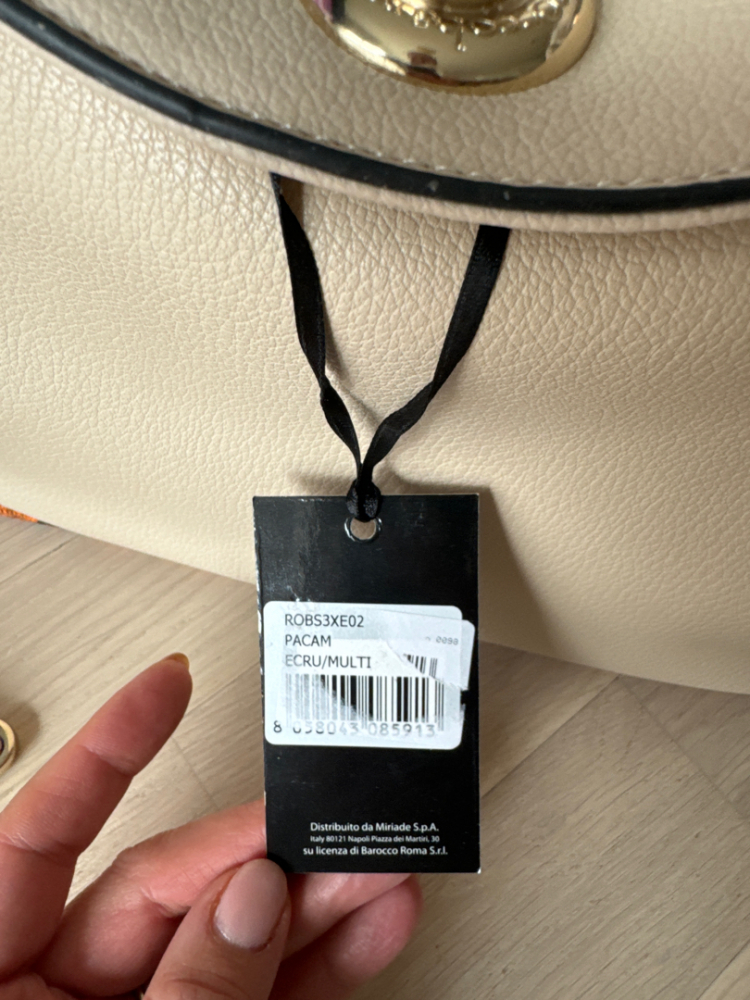 ROBS3XE02
PACAM
0098
ECRU/MULTI
8 058043 085913
Distribuito da Miriade S.p.A.
Italy 80121 Napoli Piazza dei Martiri, 30
su licenza di Barocco Roma S.r.l.